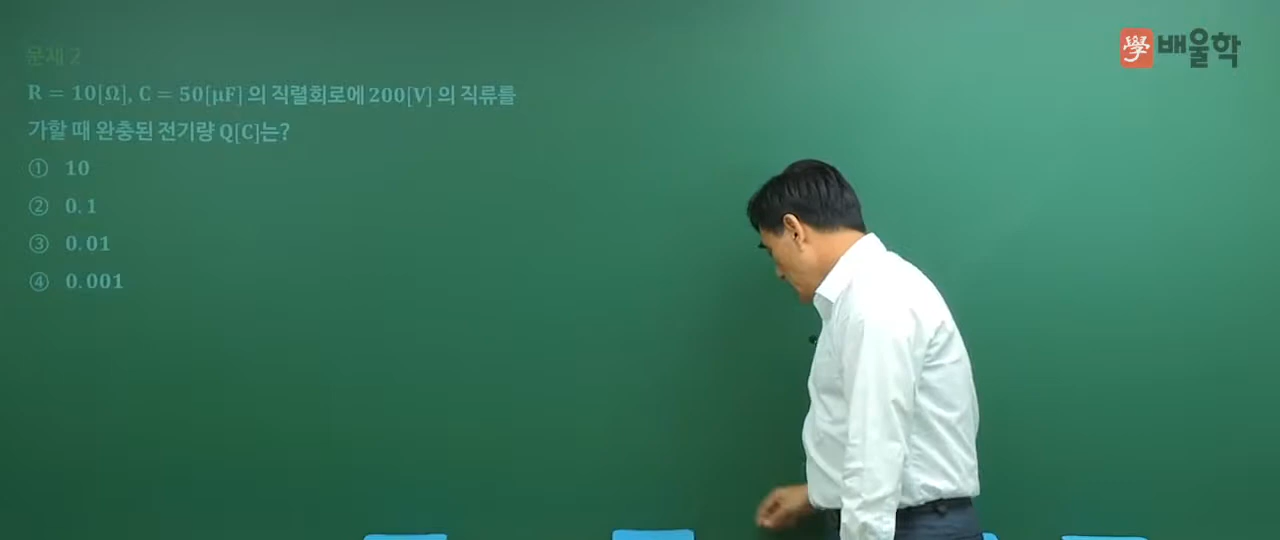 學 배울학
문제 2
R = 10[Ω], C = 50[μF] 의 직렬회로에 200[V] 의 직류를
가할 때 완충된 전기량 Q[C]는?
① 10
② 0.1
③ 0.01
④ 0.001